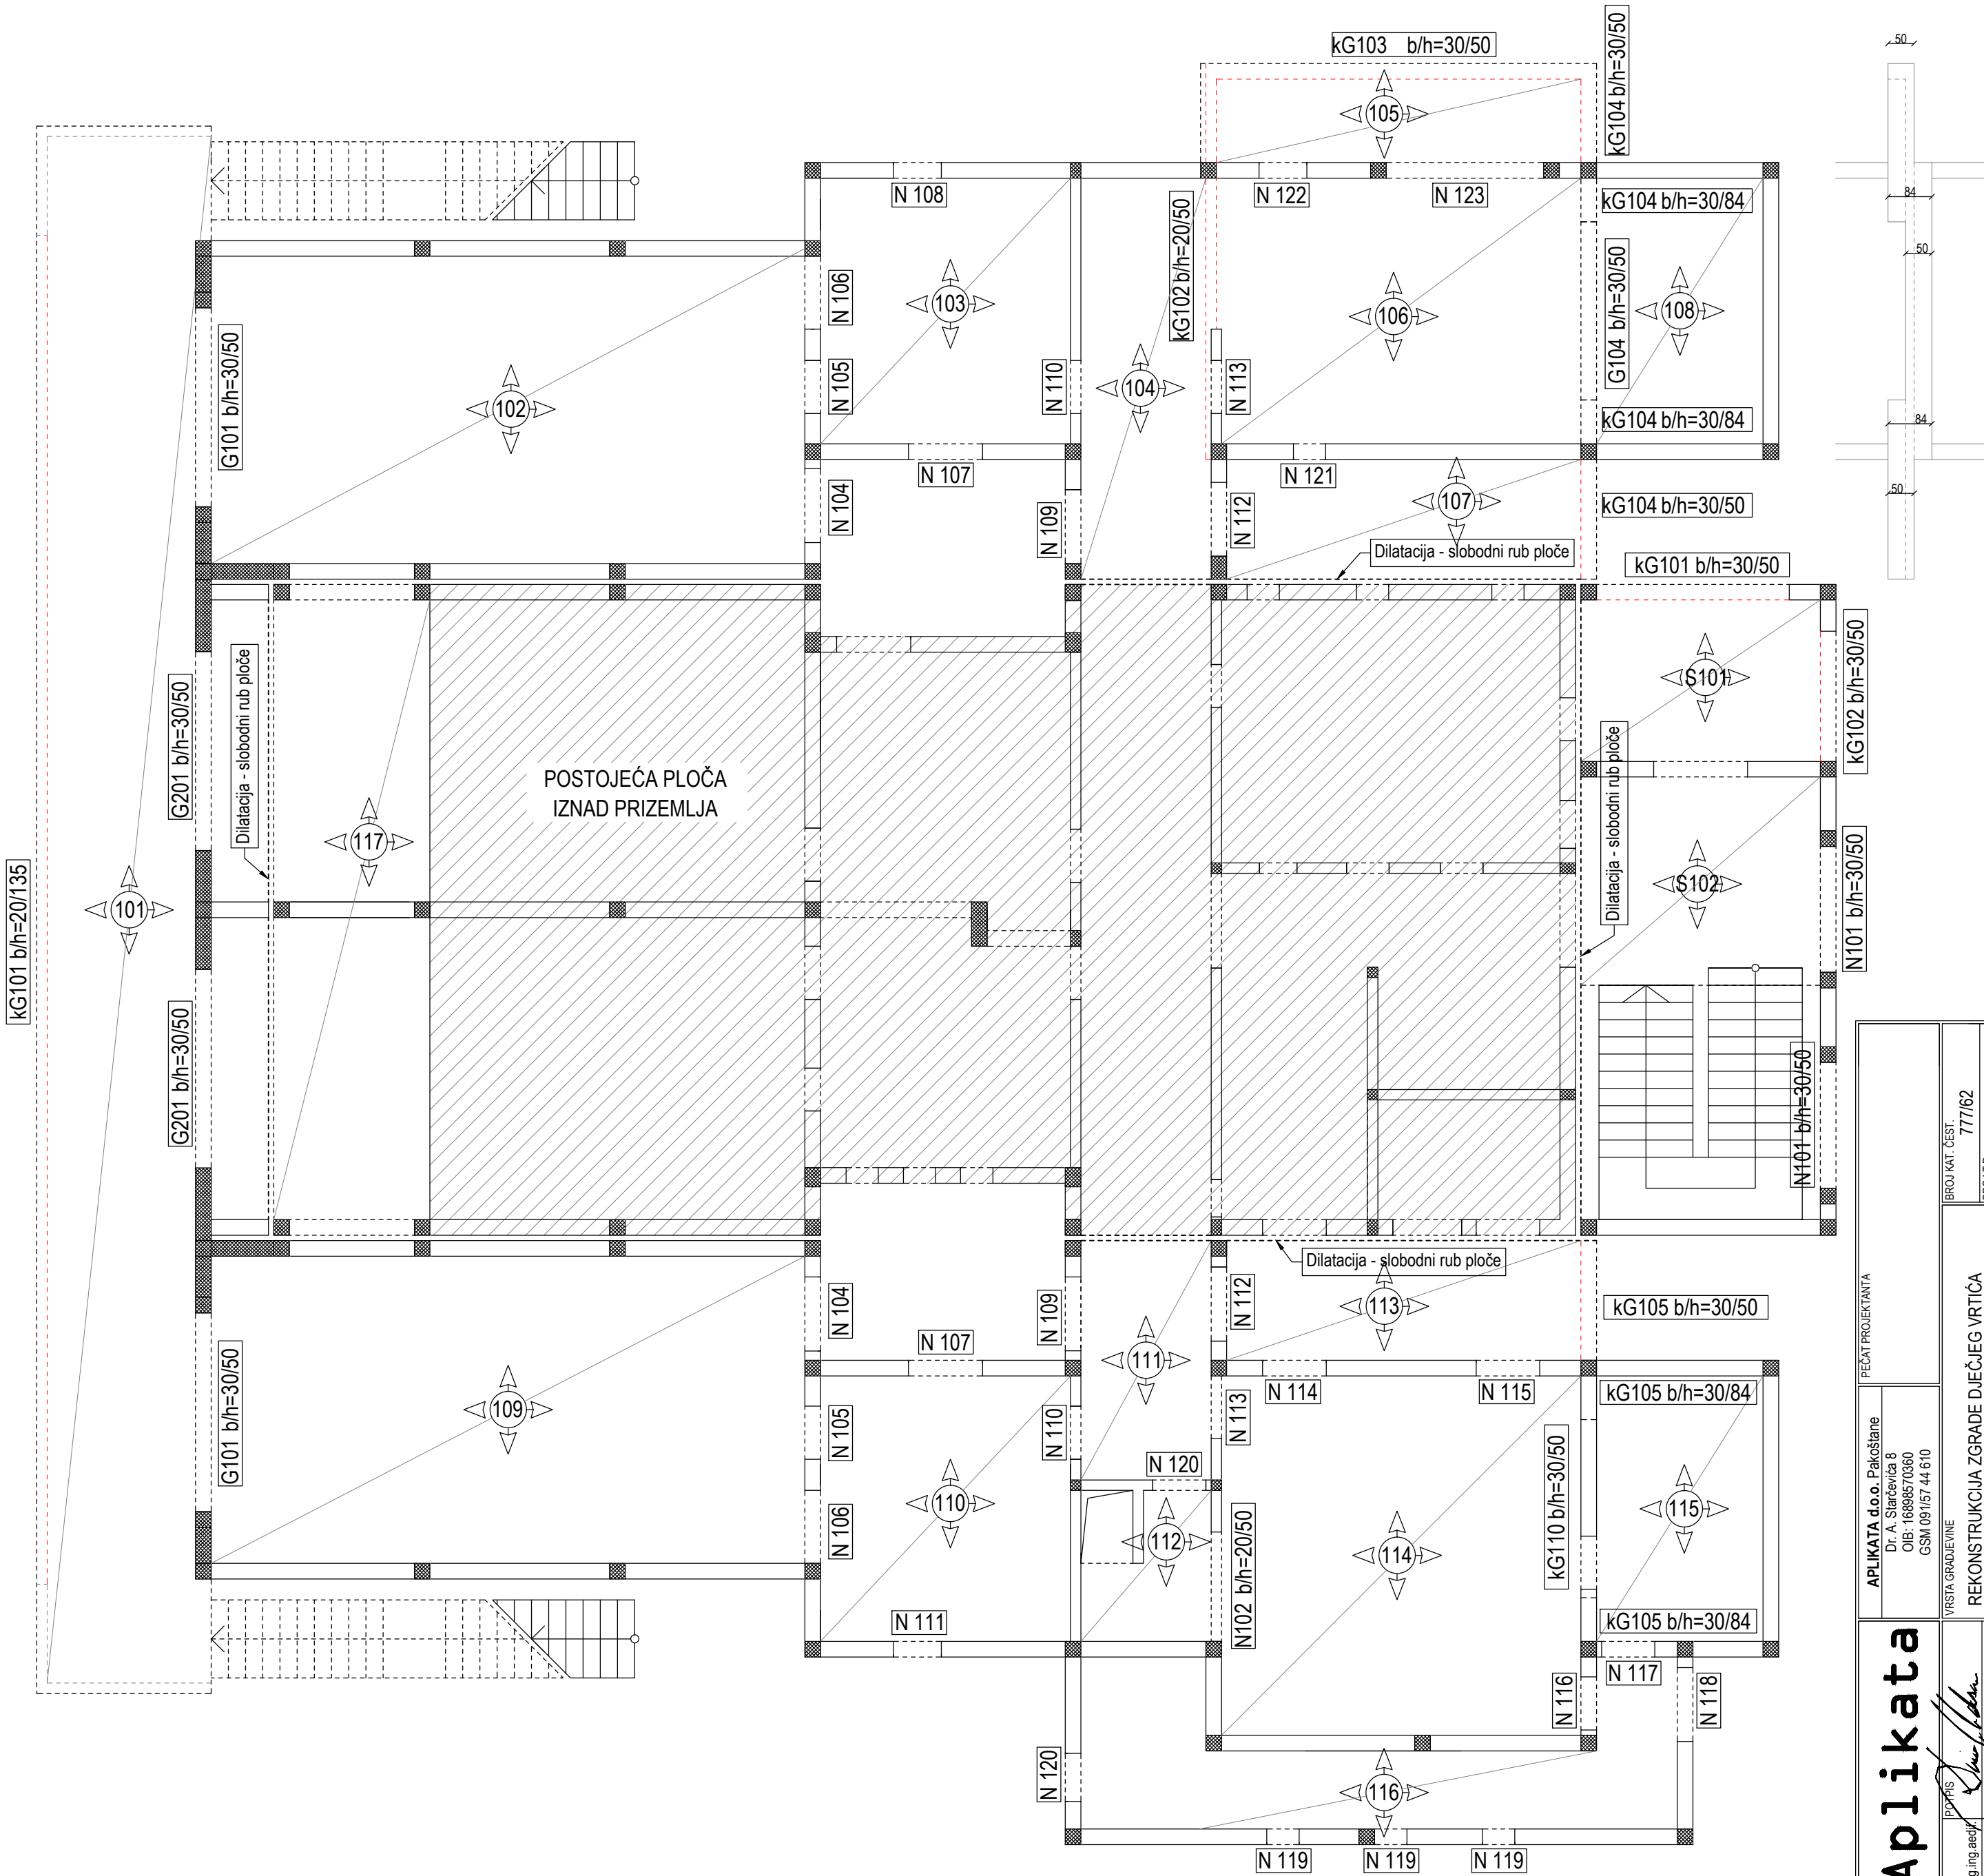 kG103 b/h=30/50
kG104 b/h=30/50
50
105
N 108
N 122
N 123
kG104 b/h=30/84
84
kG102 b/h=20/50
50
G104 b/h=30/50
N 106
103
106
108
G101 b/h=30/50
102
N 105
N 110
104
N 113
kG104 b/h=30/84
84
N 107
N 121
N 104
N 109
N 112
107
kG104 b/h=30/50
50
Dilatacija - slobodni rub ploče
kG101 b/h=30/50
G201 b/h=30/50
Dilatacija - slobodni rub ploče
S101
kG102 b/h=30/50
POSTOJEĆA PLOČA
IZNAD PRIZEMLJA
Dilatacija - slobodni rub ploče
117
S102
N101 b/h=30/50
kG101 b/h=20/135
101
G201 b/h=30/50
N101 b/h=30/50
Dilatacija - slobodni rub ploče
N 104
N 109
N 112
113
kG105 b/h=30/50
N 107
111
G101 b/h=30/50
109
N 105
N 110
N 113
N 114
N 115
kG105 b/h=30/84
N 120
kG110 b/h=30/50
N 106
110
112
N102 b/h=20/50
114
115
N 111
kG105 b/h=30/84
N 116
N 117
N 118
N 120
116
N 119
N 119
N 119
PEČAT PROJEKTANTA
BROJ KAT. ČEST.
777/62
APLIKATA d.o.o. Pakoštane
Dr. A. Starčevića 8
OIB: 16898570360
GSM 091/57 44 610
VRSTA GRADJEVINE
REKONSTRUKCIJA ZGRADE DJEČJEG VRTIĆA
Aplikata
POTPIS
g.ing.aedif.